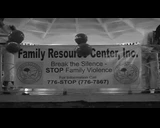 Family Resource Center, Inc.
Break the Silence -
STOP Family Violence
776-STOP (776-7867)